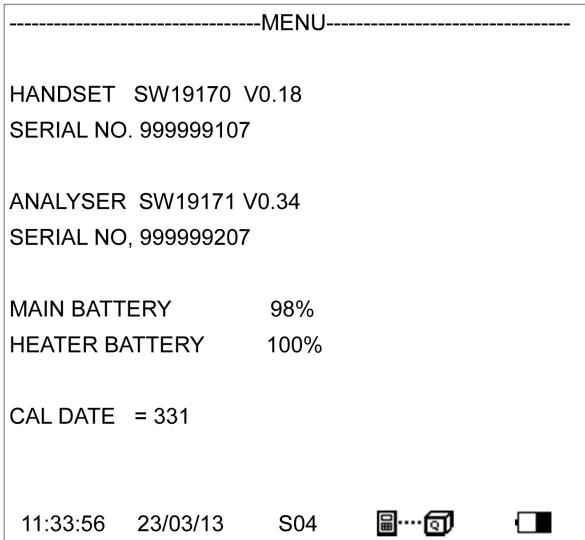 ----------------------------------MENU---------------------------------
HANDSET SW19170 V0.18
SERIAL NO. 999999107
ANALYSER SW19171 V0.34
SERIAL NO, 999999207
MAIN BATTERY 98%
HEATER BATTERY 100%
CAL DATE = 331
11:33:56 23/03/13 S04